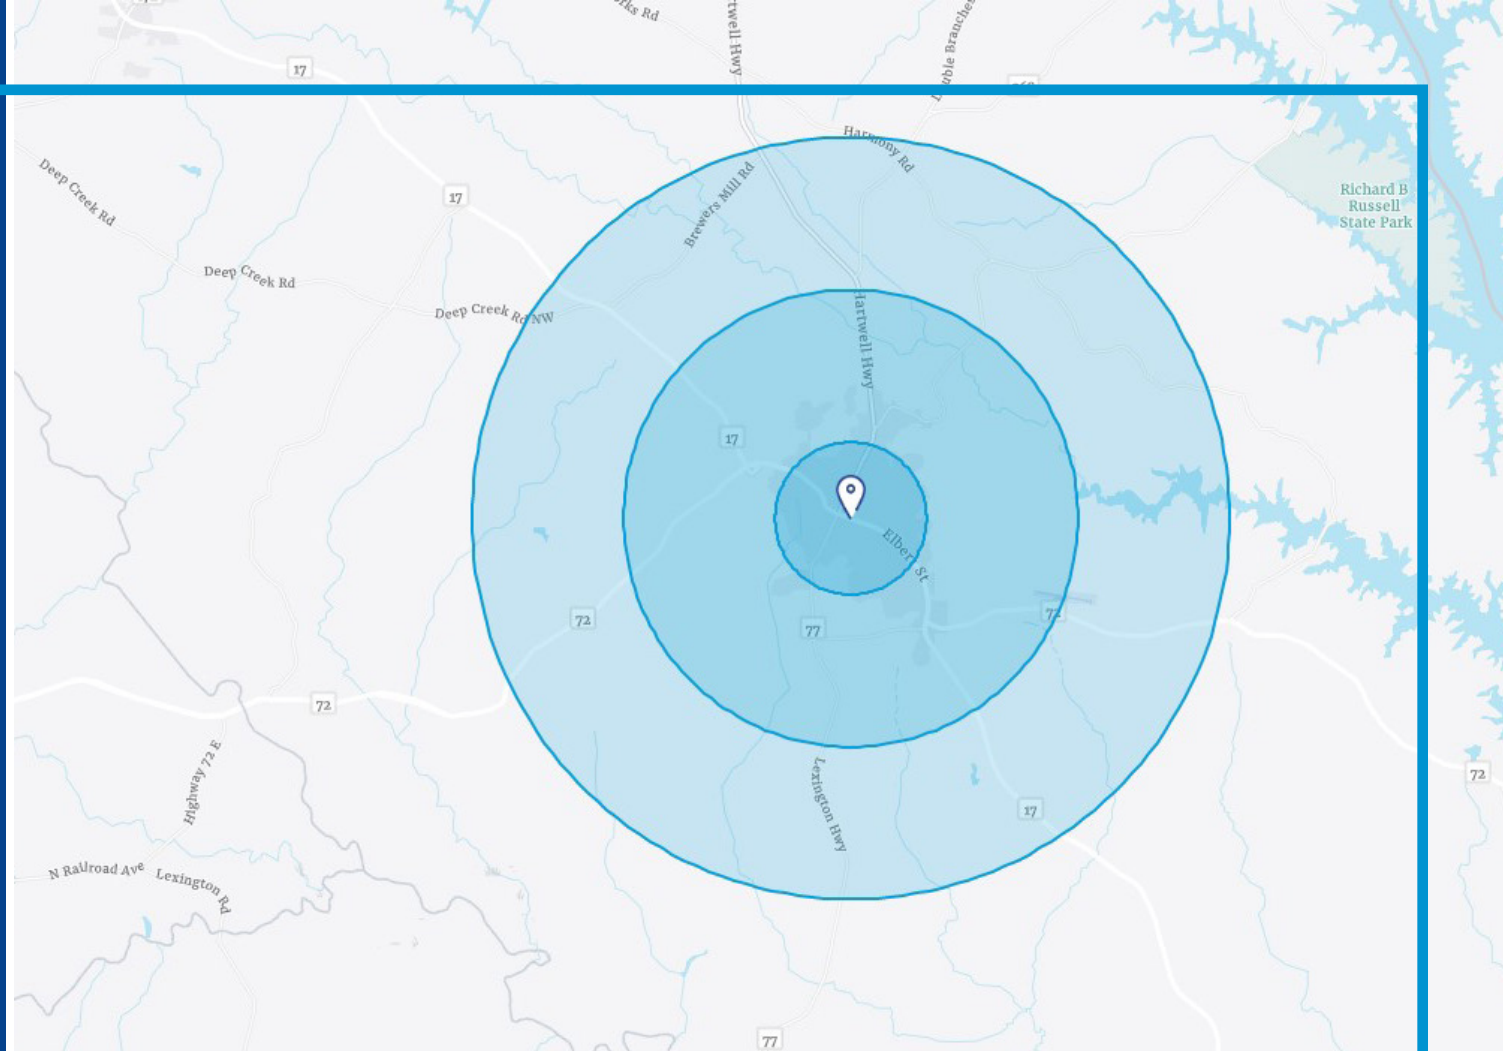 17
Hartwell Hwy
Harmony Rd
Deep Creek Rd
Brewers Mill Rd
17
Richard B
Russell
State Park
Deep Creek Rd
Deep Creek Rd NW
Hartwell Hwy
17
Elbert St
72
72
77
72
Highway 72 E
72
Lexington Hwy
17
N Railroad Ave
Lexington Rd
77